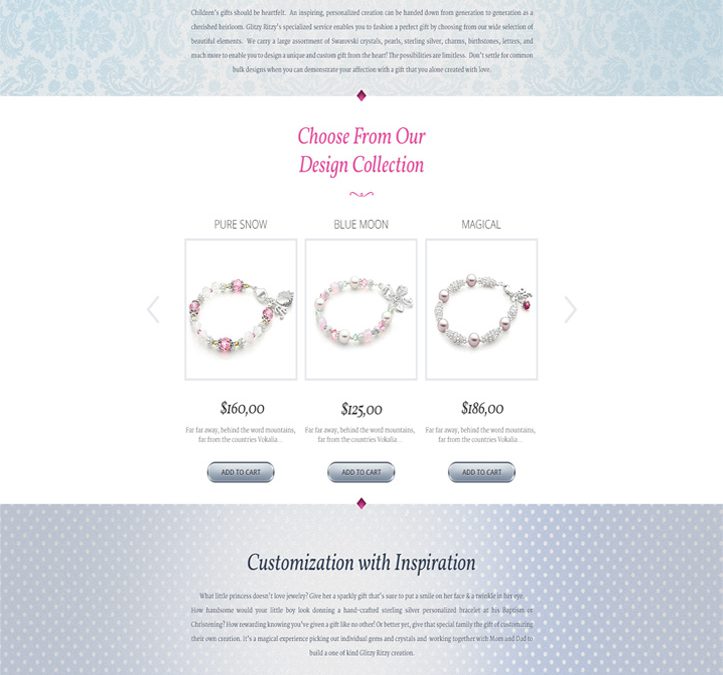 Children's gifts should be heartfelt. An inspiring, personalized creation can be handed down from generation to generation as a
cherished heirloom. Glitzy Ritzy's specialized service enables you to fashion a perfect gift by choosing from our wide selection of
beautiful elements. We carry a large assortment of Swarovski crystals, pearls, sterling silver, charms, birthstones, letters, and
much more to enable you to design a unique and custom gift from the heart! The possibilities are limitless. Don't settle for common
bulk designs when you can demonstrate your affection with a gift that you alone created with love.
Choose From Our
Design Collection
PURE SNOW BLUE MOON MAGICAL
$160,00 $125,00 $186,00
Far far away, behind the word mountains, Far far away, behind the word mountains, Far far away, behind the word mountains,
far from the countries Vokalia... far from the countries Vokalia... far from the countries Vokalia...
ADD TO CART ADD TO CART ADD TO CART
Customization with Inspiration
What little princess doesn't love jewelry? Give her a sparkly gift that's sure to put a smile on her face & a twinkle in her eye.
How handsome would your little boy look donning a hand-crafted sterling silver personalized bracelet at his Baptism or
Christening? How rewarding knowing you've given a gift like no other! Or better yet, give that special family the gift of customizing
their own creation. It's a magical experience picking out individual gems and crystals and working together with Mom and Dad to
build a one of kind Glitzy Ritzy creation.